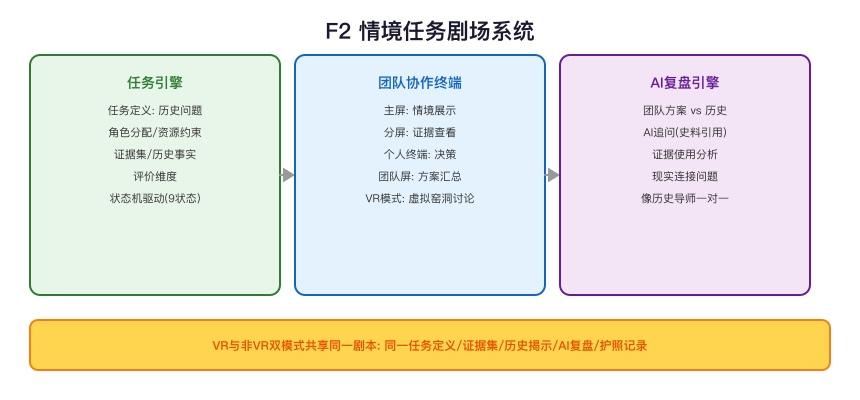 F2 情境任务剧场系统
任务引擎
任务定义: 历史问题
角色分配/资源约束
证据集/历史事实
评价维度
状态机驱动(9状态)
团队协作终端
主屏: 情境展示
分屏: 证据查看
个人终端: 决策
团队屏: 方案汇总
VR模式: 虚拟窑洞讨论
AI复盘引擎
团队方案 vs 历史
AI追问(史料引用)
证据使用分析
现实连接问题
像历史导师一对一
VR与非VR双模式共享同一剧本: 同一任务定义/证据集/历史揭示/AI复盘/护照记录